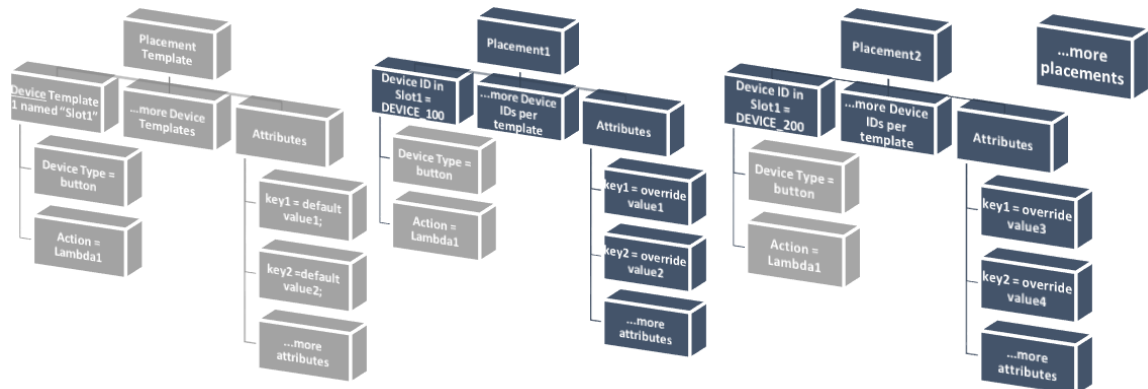 Placement
Template
Device Template
1 named “Slot1”
...more Device
Templates
Attributes
Device Type =
button
Action =
Lambda1
key1 = default
value1;
key2 =default
value2;
...more
attributes
Placement1
Device ID in
Slot1 =
DEVICE_100
...more Device
IDs per
template
Attributes
Device Type =
button
Action =
Lambda1
key1 = override
value1
key2 = override
value2
...more
attributes
Placement2
Device ID in
Slot1 =
DEVICE_200
...more Device
IDs per
template
Attributes
Device Type =
button
Action =
Lambda1
key1 = override
value3
key2 = override
value4
...more
attributes
...more
placements